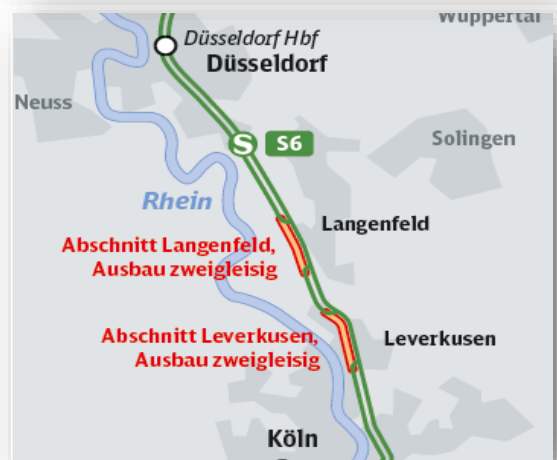 Wuppertal
Düsseldorf Hbf
Düsseldorf
Neuss
S S6
Solingen
Rhein
Langenfeld
Abschnitt Langenfeld,
Ausbau zweigleisig
Abschnitt Leverkusen,
Ausbau zweigleisig
Leverkusen
Köln